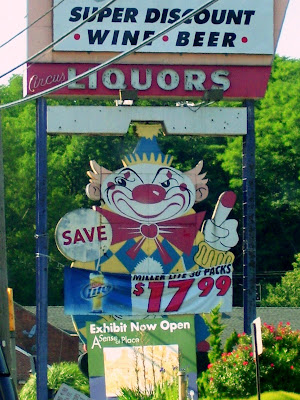 SUPER DISCOUNT
• WINE • BEER •
Circus LIQUORS
SAVE
MILLER LITE 30 PACKS
Lite
$17 99
Exhibit Now Open
A Sense of Place